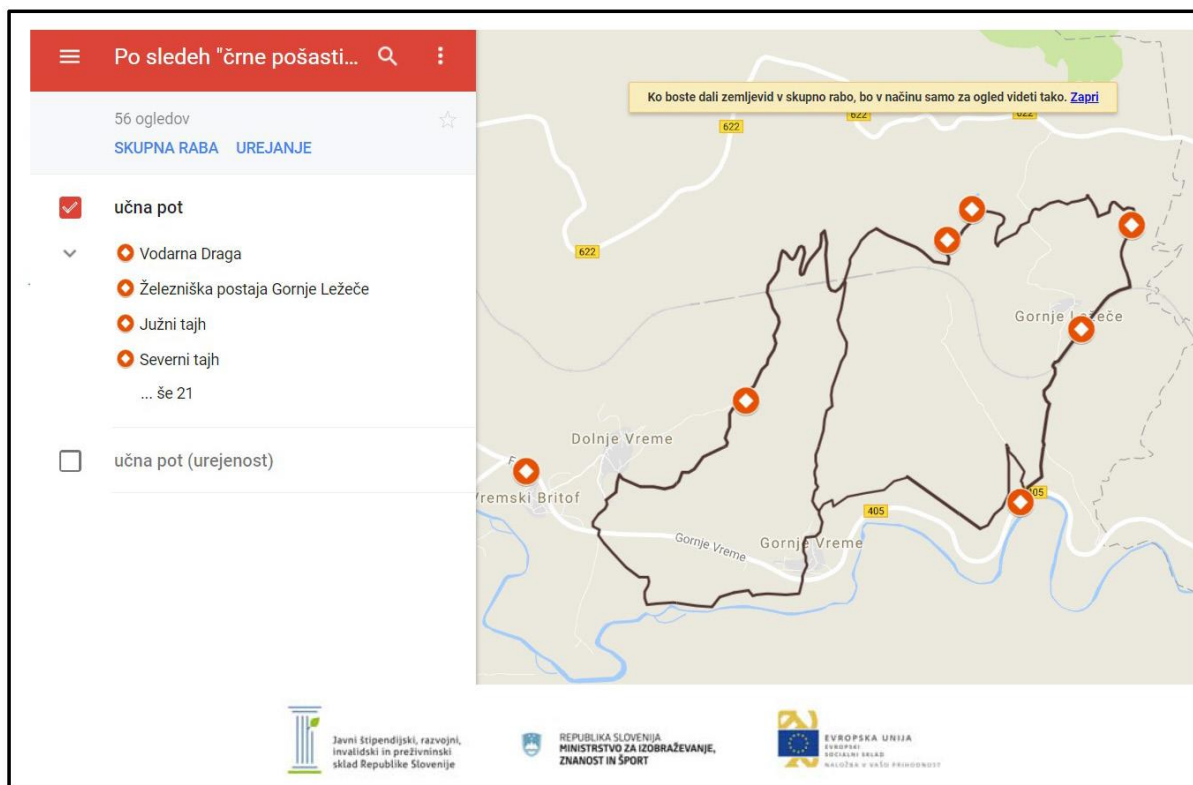 Po sledeh "črne pošasti...
56 ogledov
SKUPNA RABA UREJANJE
učna pot
Vodarna Draga
Železniška postaja Gornje Ležeče
Južni tajh
Severni tajh
... še 21
učna pot (urejenost)
Ko boste dali zemljevid v skupno rabo, bo v načinu samo za ogled videti tako. Zapri
622
622
622
622
Gornje Ležeče
Dolnje Vreme
remski Britof
405
405
Gornje Vreme
Gornje Vreme
Javni štipendijski, razvojni,
invalidski in preživninski
sklad Republike Slovenije
REPUBLIKA SLOVENIJA
MINISTRSTVO ZA IZOBRAŽEVANJE,
ZNANOST IN ŠPORT
EVROPSKA UNIJA
EVROPSKI
SOCIALNI SKLAD
NALOŽBA V VAŠO PRIHODNOST